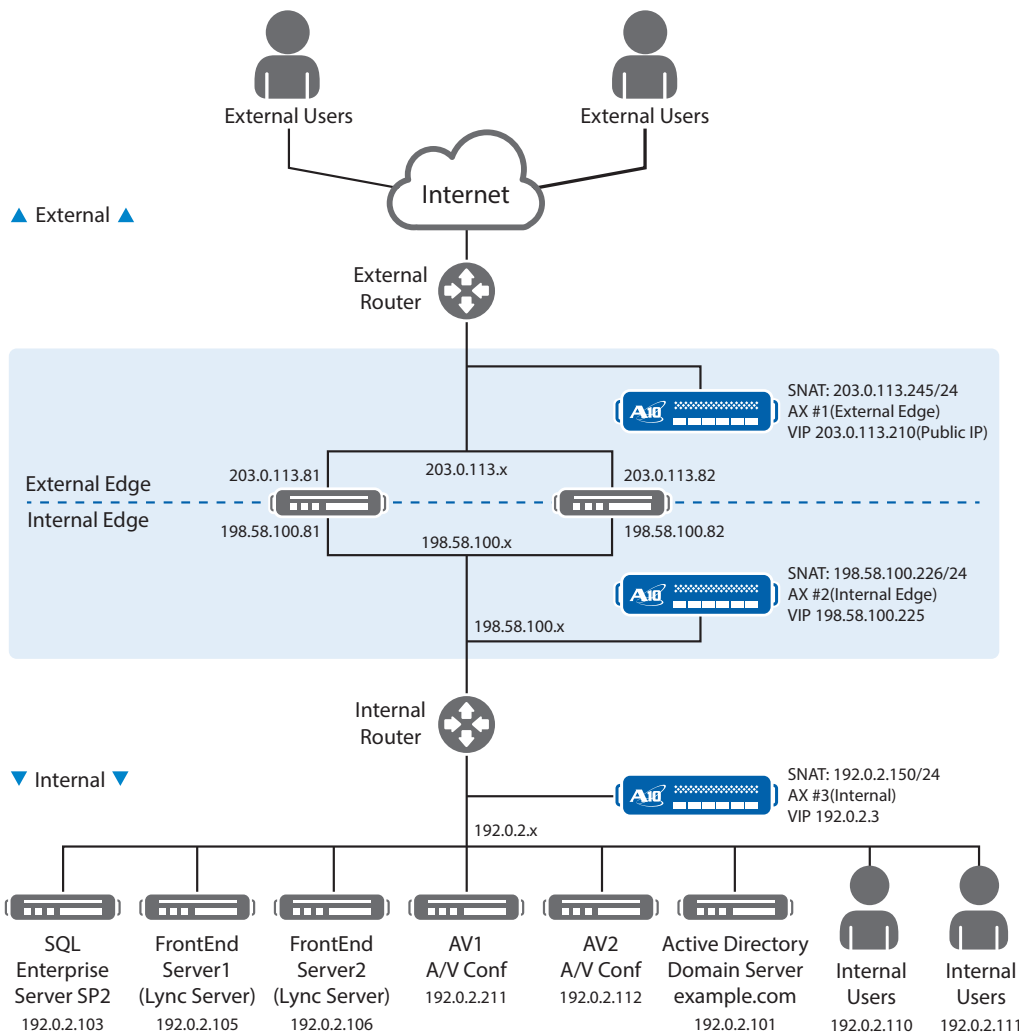 External Users
External Users
Internet
▲ External ▲
External
Router
A10
SNAT: 203.0.113.245/24
AX #1(External Edge)
VIP 203.0.113.210(Public IP)
203.0.113.81
203.0.113.x
203.0.113.82
External Edge
Internal Edge
198.58.100.81
198.58.100.x
198.58.100.82
A10
SNAT: 198.58.100.226/24
AX #2(Internal Edge)
VIP 198.58.100.225
198.58.100.x
Internal
Router
▼ Internal ▼
A10
SNAT: 192.0.2.150/24
AX #3(Internal)
VIP 192.0.2.3
192.0.2.x
SQL
Enterprise
Server SP2
192.0.2.103
FrontEnd
Server1
(Lync Server)
192.0.2.105
FrontEnd
Server2
(Lync Server)
192.0.2.106
AV1
A/V Conf
192.0.2.211
AV2
A/V Conf
192.0.2.112
Active Directory
Domain Server
example.com
192.0.2.101
Internal
Users
192.0.2.110
Internal
Users
192.0.2.111